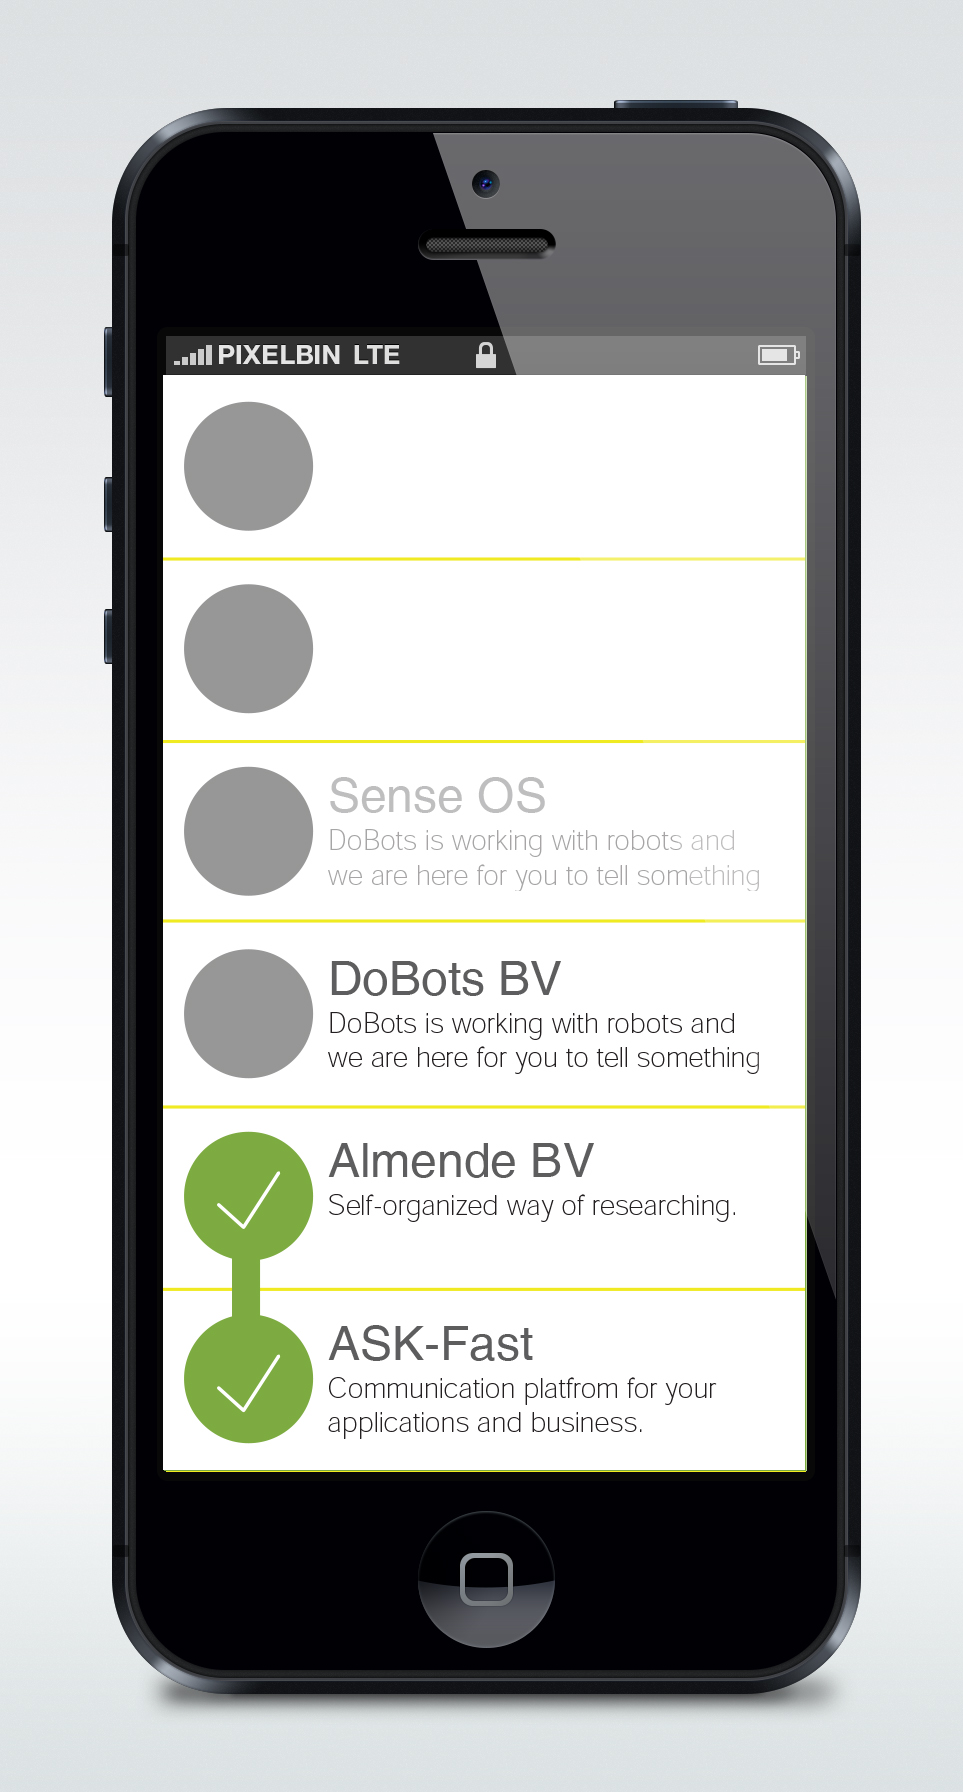 PIXELBIN LTE
Sense OS
DoBots is working with robots and
we are here for you to tell something
DoBots BV
DoBots is working with robots and
we are here for you to tell something
Almende BV
Self-organized way of researching.
ASK-Fast
Communication platfrom for your
applications and business.